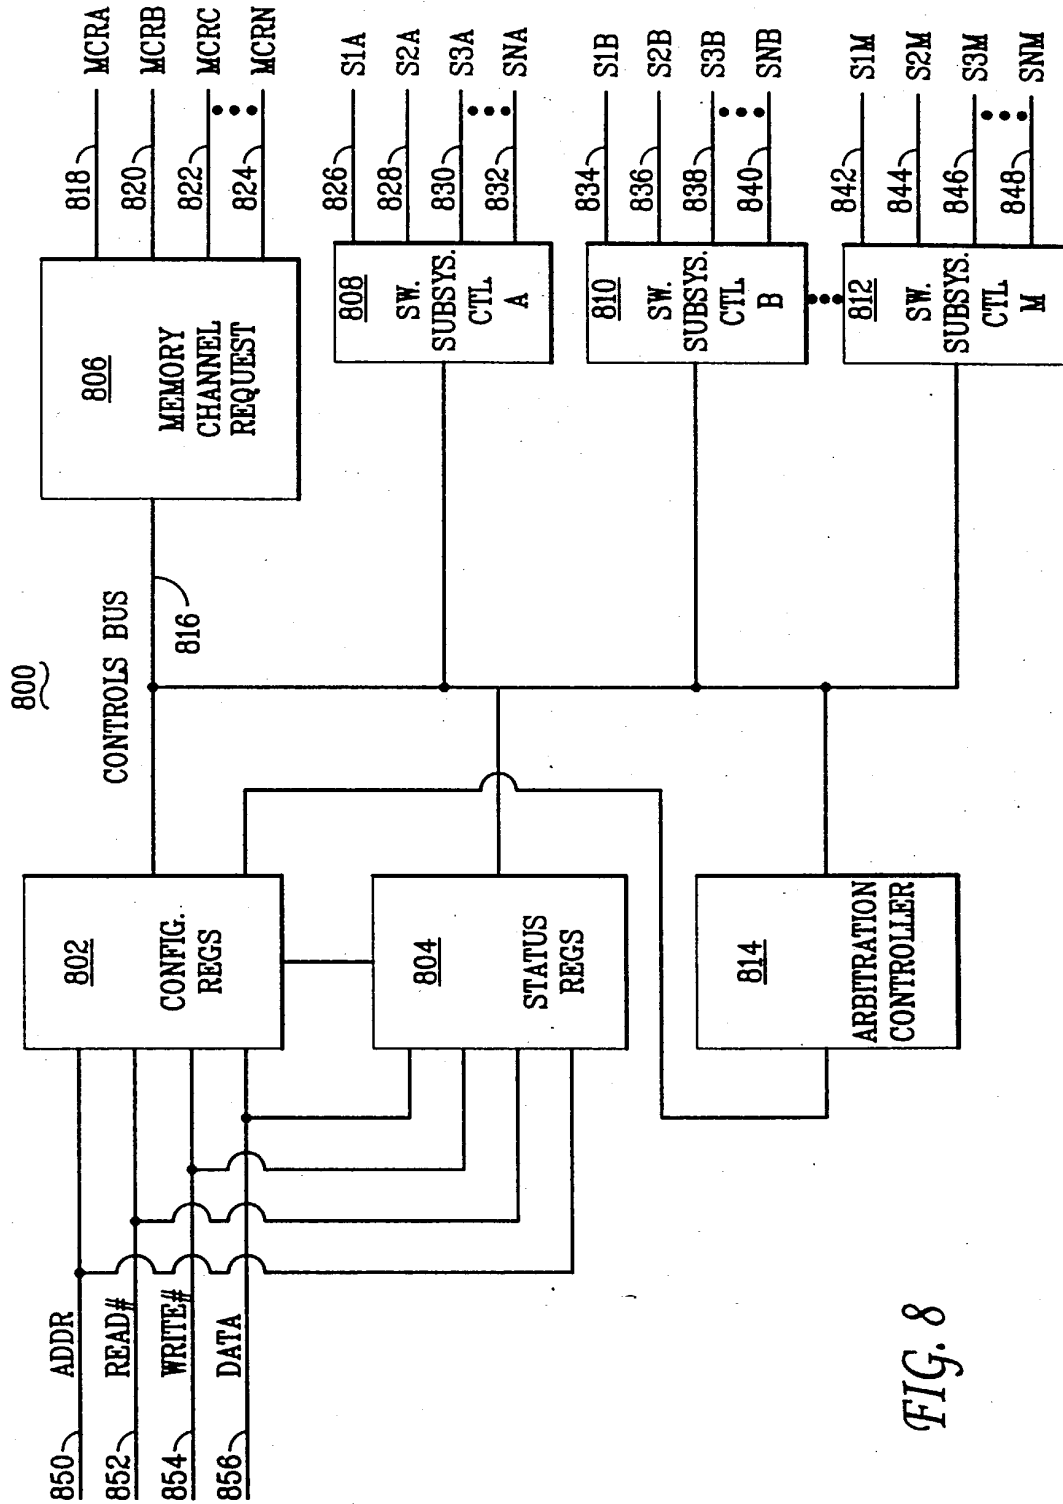 800
850
ADDR
852
READ#
854
WRITE#
856
DATA
802
CONFIG.
REGS
804
STATUS
REGS
814
ARBITRATION
CONTROLLER
CONTROLS BUS
816
806
MEMORY
CHANNEL
REQUEST
818
MCRA
820
MCRB
822
MCRC
824
MCRN
808
SW.
SUBSYS.
CTL
A
826
S1A
828
S2A
830
S3A
832
SNA
810
SW.
SUBSYS.
CTL
B
834
S1B
836
S2B
838
S3B
840
SNB
812
SW.
SUBSYS.
CTL
M
842
S1M
844
S2M
846
S3M
848
SNM
FIG. 8